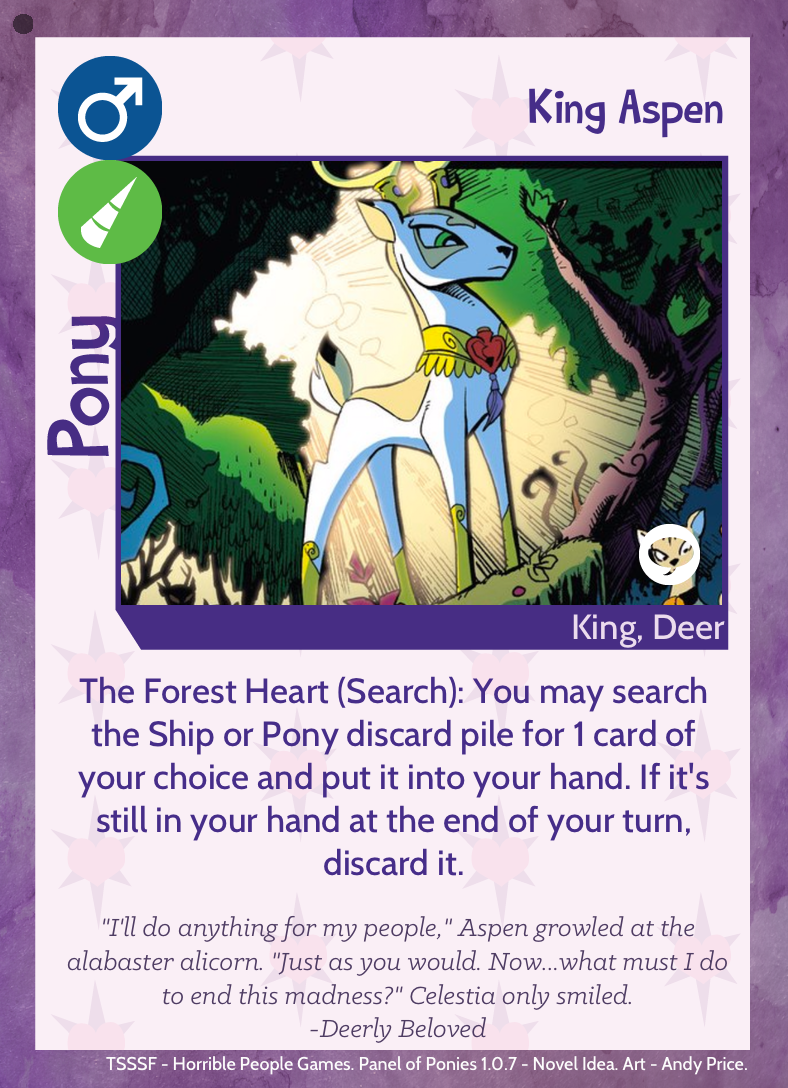 King Aspen
Pony
King, Deer
The Forest Heart (Search): You may search
the Ship or Pony discard pile for 1 card of
your choice and put it into your hand. If it's
still in your hand at the end of your turn,
discard it.
"I'll do anything for my people," Aspen growled at the
alabaster alicorn. "Just as you would. Now...what must I do
to end this madness?" Celestia only smiled.
-Deerly Beloved
TSSSF - Horrible People Games. Panel of Ponies 1.0.7 - Novel Idea. Art - Andy Price.